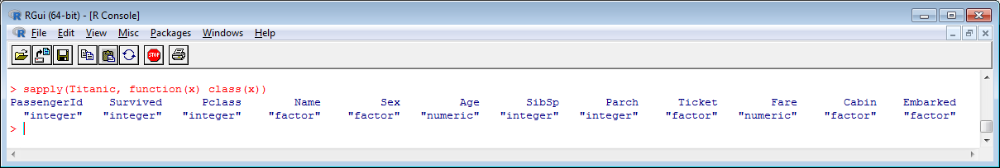 RGui (64-bit) - [R Console]
File Edit View Misc Packages Windows Help
STOP
> sapply(Titanic, function(x) class(x))
PassengerId Survived Pclass Name Sex Age SibSp Parch Ticket Fare Cabin Embarked
"integer" "integer" "integer" "factor" "factor" "numeric" "integer" "integer" "factor" "numeric" "factor" "factor"
>